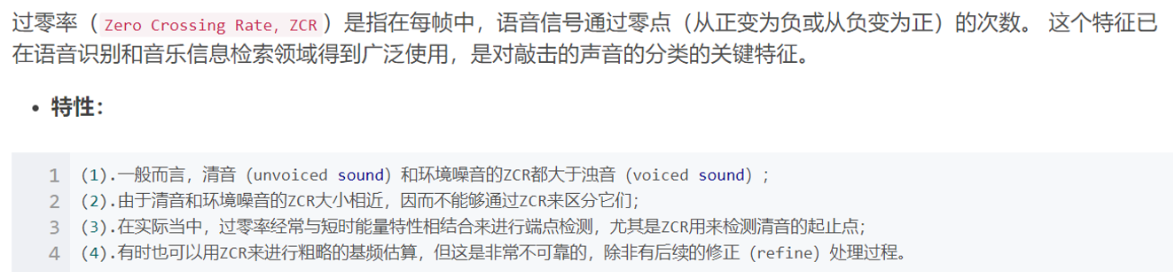 过零率（Zero Crossing Rate, ZCR）是指在每帧中，语音信号通过零点（从正变为负或从负变为正）的次数。 这个特征已
在语音识别和音乐信息检索领域得到广泛使用，是对敲击的声音的分类的关键特征。
• 特性：
1 (1).一般而言，清音（unvoiced sound）和环境噪音的ZCR都大于浊音（voiced sound）；
2 (2).由于清音和环境噪音的ZCR大小相近，因而不能够通过ZCR来区分它们；
3 (3).在实际当中，过零率经常与短时能量特性相结合来进行端点检测，尤其是ZCR用来检测清音的起止点；
4 (4).有时也可以用ZCR来进行粗略的基频估算，但这是非常不可靠的，除非有后续的修正（refine）处理过程。